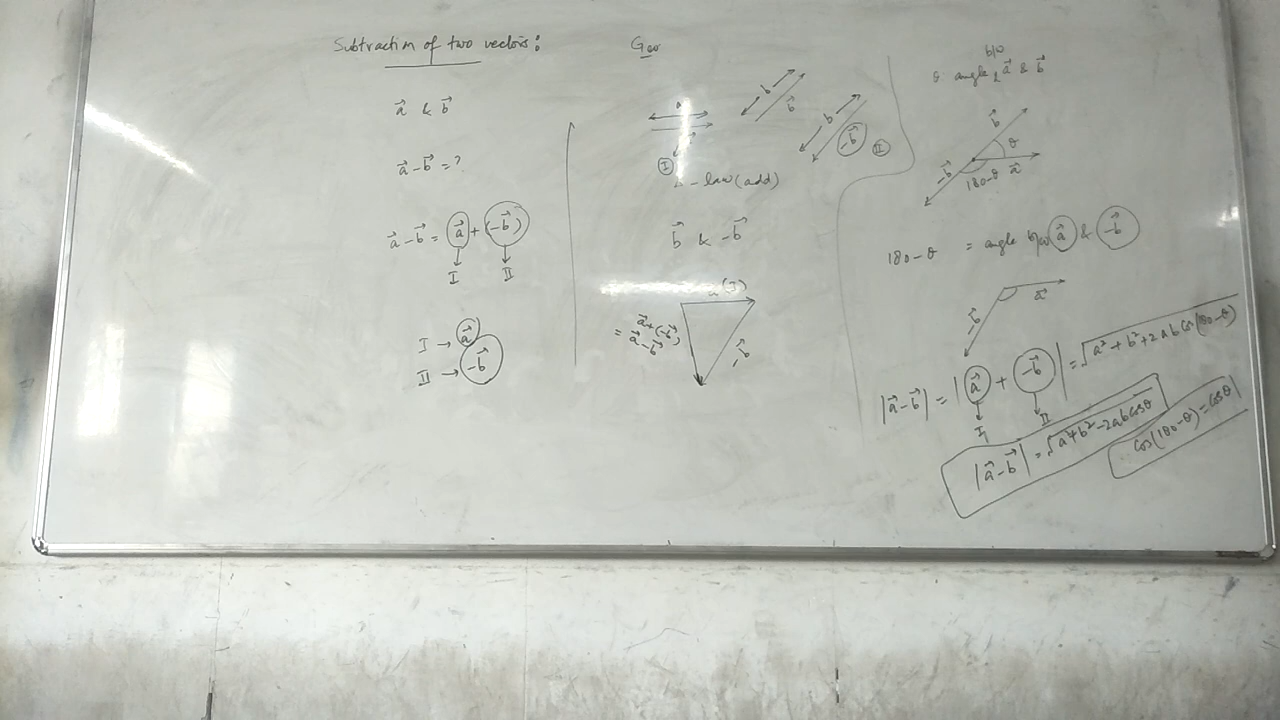 Subtraction of two vectors:
a⃗ & b⃗
a⃗ - b⃗ = ?
a⃗ - b⃗ = a⃗ + (-b⃗)
I II
I → a⃗
II → -b⃗
Geo
a
b b⃗
b -b⃗ II
I
Δ - law (add)
b⃗ & -b⃗
a⃗ (I)
a⃗ + (-b⃗)
= a⃗ - b⃗
-b⃗
b/w
θ angle a⃗ & b⃗
b⃗
θ
-b⃗ 180-θ a⃗
180-θ = angle b/w a⃗ & -b⃗
a⃗
-b⃗
|a⃗ - b⃗| = |a⃗ + -b⃗| = √a² + b² + 2ab cos(180-θ)
I II
|a⃗ - b⃗| = √a² + b² - 2ab cosθ
cos(180-θ) = cosθ